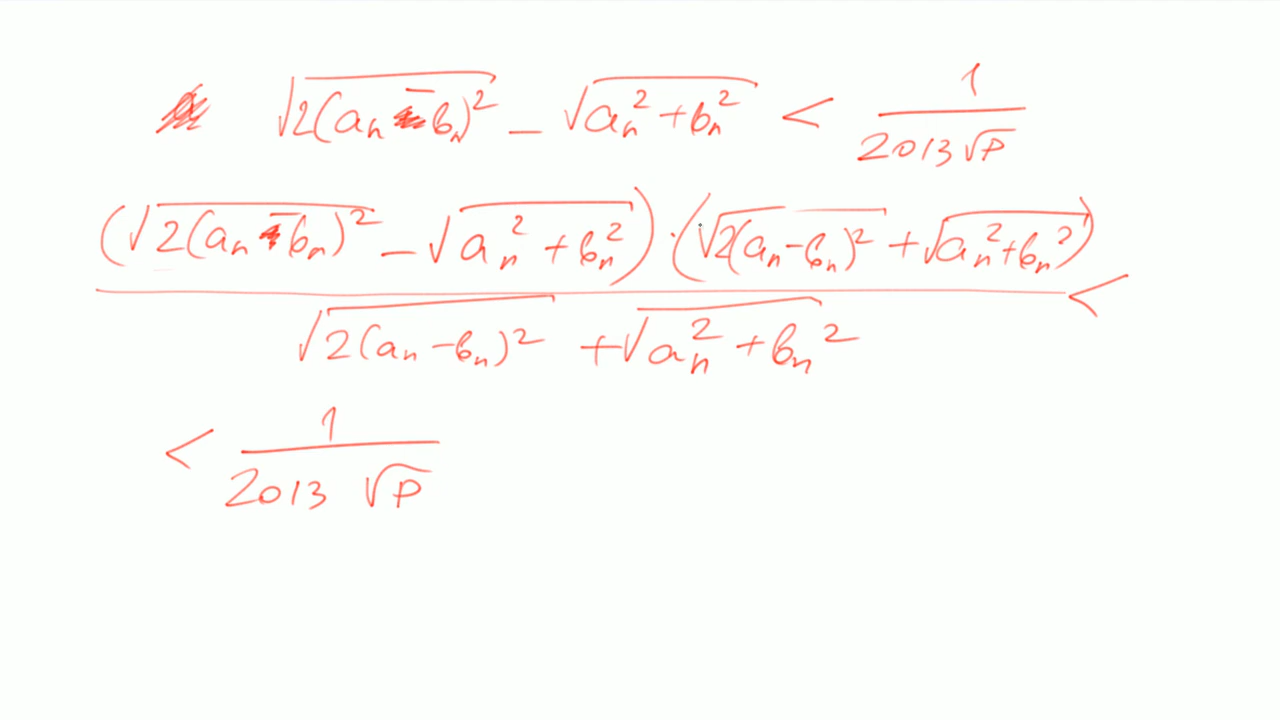 √(2(aₙ - bₙ)²) - √(aₙ² + bₙ²) < 1/(2013√p)
((√(2(aₙ - bₙ)²) - √(aₙ² + bₙ²)) · (√(2(aₙ - bₙ)²) + √(aₙ² + bₙ²)))/(√(2(aₙ - bₙ)²) + √(aₙ² + bₙ²)) <
< 1/(2013 √p)